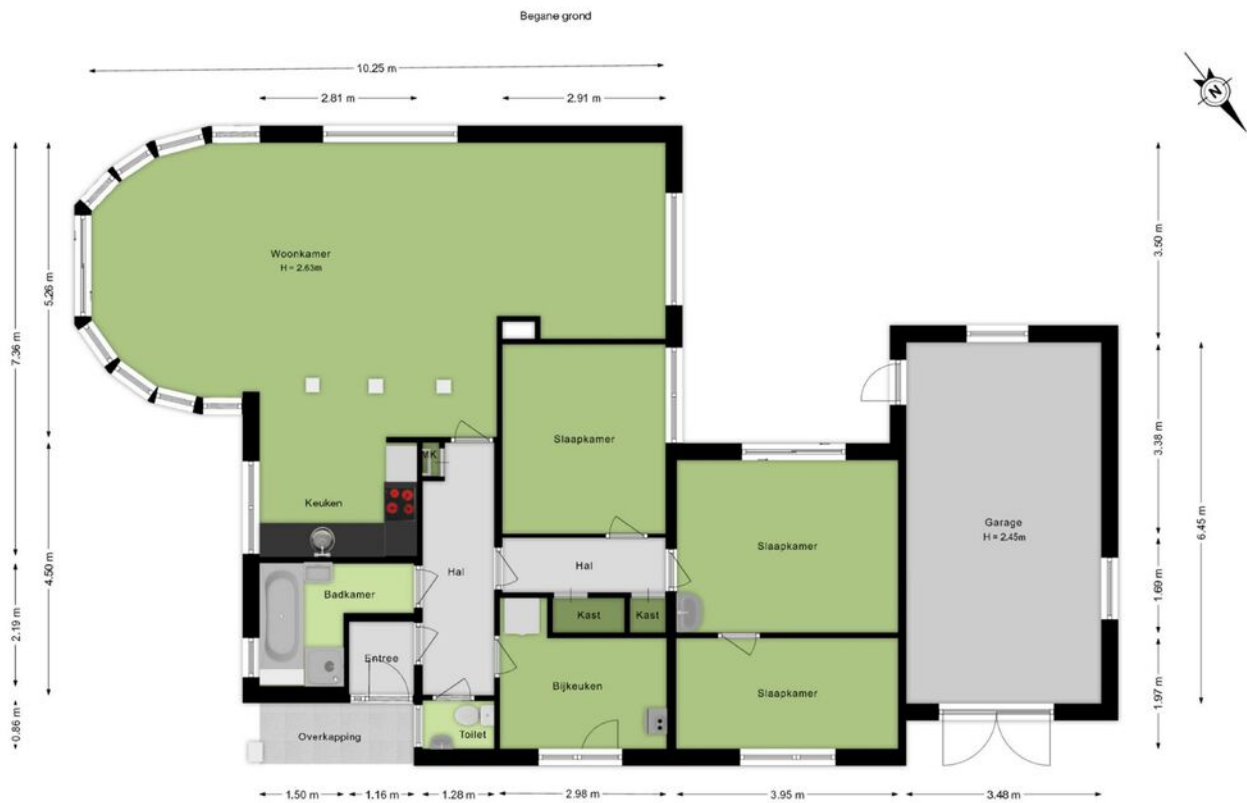 Begane grond
10.25 m
2.81 m
2.91 m
N
7.36 m
5.26 m
3.50 m
Woonkamer
H = 2.63m
Slaapkamer
3.38 m
6.45 m
MK
Keuken
Garage
H = 2.45m
4.50 m
Hal
Hal
Slaapkamer
1.69 m
2.19 m
Badkamer
Kast
Kast
Entree
Bijkeuken
Slaapkamer
1.97 m
0.86 m
Overkapping
Toilet
1.50 m
1.16 m
1.28 m
2.98 m
3.95 m
3.48 m